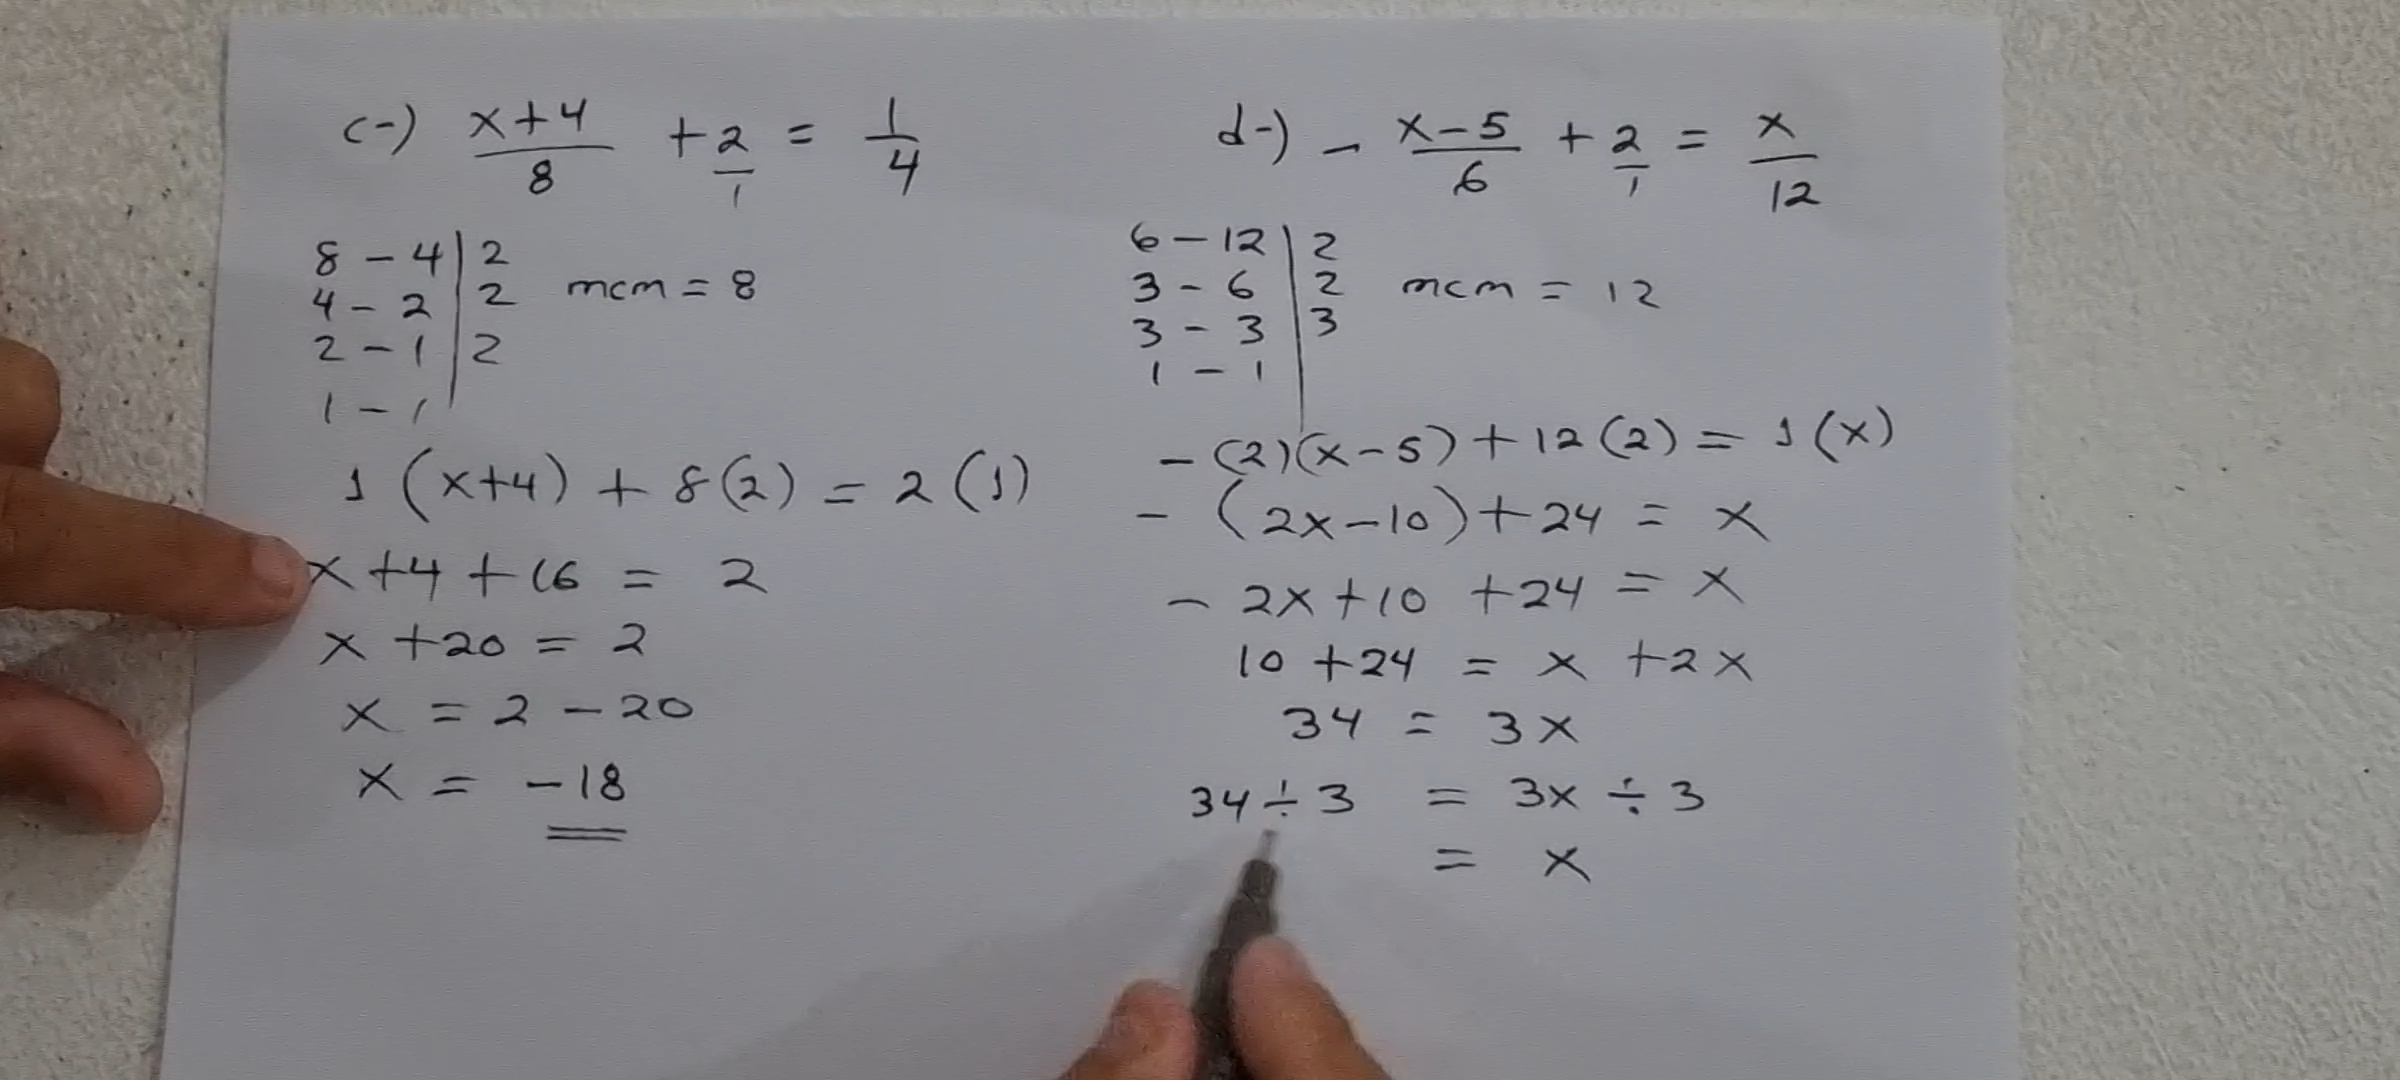 c-) x+4/8 + 2/1 = 1/4
8 - 4 | 2
4 - 2 | 2 mcm = 8
2 - 1 | 2
1 - 1
1 (x+4) + 8(2) = 2 (1)
x +4 + 16 = 2
x +20 = 2
x = 2 - 20
x = -18
d-) - x-5/6 + 2/1 = x/12
6 - 12 | 2
3 - 6 | 2 mcm = 12
3 - 3 | 3
1 - 1
- (2)(x-5) + 12(2) = 1(x)
- (2x-10) + 24 = x
- 2x +10 +24 = x
10 +24 = x +2x
34 = 3x
34 ÷ 3 = 3x ÷ 3
= x